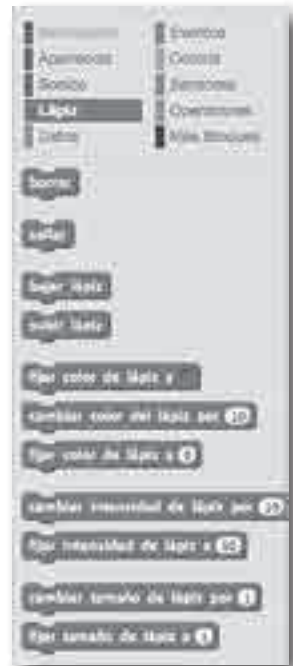 Movimiento Eventos
Apariencia Control
Sonido Sensores
Lápiz Operadores
Datos Más Bloques
borrar
sellar
bajar lápiz
subir lápiz
fijar color de lápiz a
cambiar color del lápiz por 10
fijar color de lápiz a 0
cambiar intensidad de lápiz por 10
fijar intensidad de lápiz a 50
cambiar tamaño de lápiz por 1
fijar tamaño de lápiz a 1